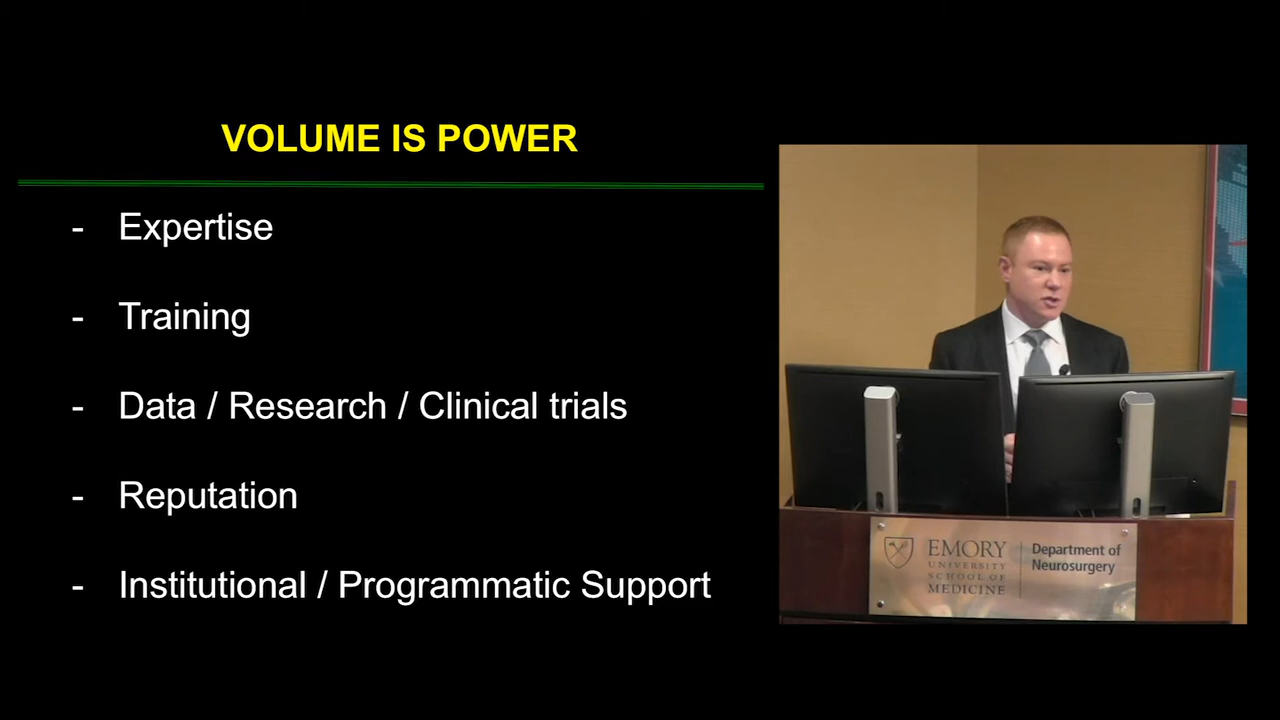 VOLUME IS POWER
- Expertise
- Training
- Data / Research / Clinical trials
- Reputation
- Institutional / Programmatic Support
EMORY
UNIVERSITY
SCHOOL OF
MEDICINE
Department of
Neurosurgery